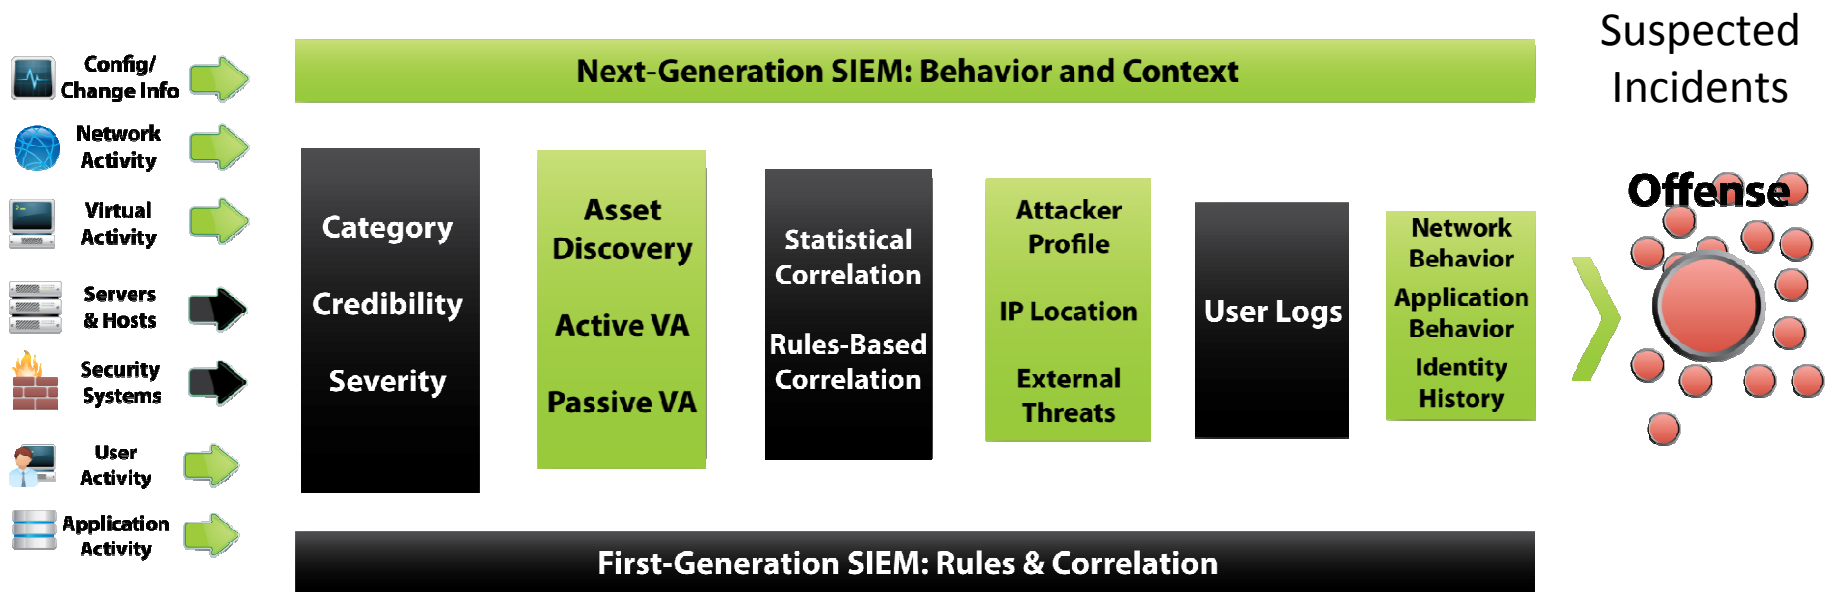 Config/
Change Info
Network
Activity
Virtual
Activity
Servers
& Hosts
Security
Systems
User
Activity
Application
Activity
Next-Generation SIEM: Behavior and Context
Category
Credibility
Severity
Asset
Discovery
Active VA
Passive VA
Statistical
Correlation
Rules-Based
Correlation
Attacker
Profile
IP Location
External
Threats
User Logs
Network
Behavior
Application
Behavior
Identity
History
First-Generation SIEM: Rules & Correlation
Suspected
Incidents
Offense